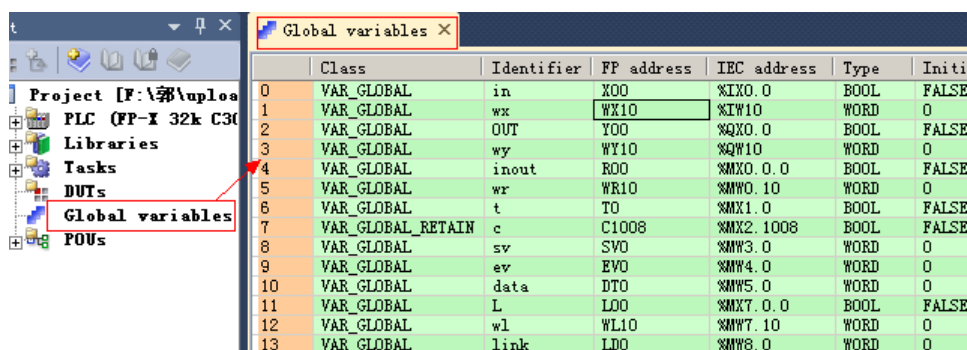 t
Project [F:\郭\uploa
PLC (FP-X 32k C30
Libraries
Tasks
DUTs
Global variables
POUs
Global variables
Class Identifier FP address IEC address Type Initi
0 VAR_GLOBAL in X00 %IX0.0 BOOL FALSE
1 VAR_GLOBAL wx WX10 %IW10 WORD 0
2 VAR_GLOBAL OUT Y00 %QX0.0 BOOL FALSE
3 VAR_GLOBAL wy WY10 %QW10 WORD 0
4 VAR_GLOBAL inout R00 %MX0.0.0 BOOL FALSE
5 VAR_GLOBAL wr WR10 %MW0.10 WORD 0
6 VAR_GLOBAL t T0 %MX1.0 BOOL FALSE
7 VAR_GLOBAL_RETAIN c C1008 %MX2.1008 BOOL FALSE
8 VAR_GLOBAL sv SV0 %MW3.0 WORD 0
9 VAR_GLOBAL ev EV0 %MW4.0 WORD 0
10 VAR_GLOBAL data DT0 %MW5.0 WORD 0
11 VAR_GLOBAL L L00 %MX7.0.0 BOOL FALSE
12 VAR_GLOBAL wl WL10 %MW7.10 WORD 0
13 VAR_GLOBAL link LD0 %MW8.0 WORD 0